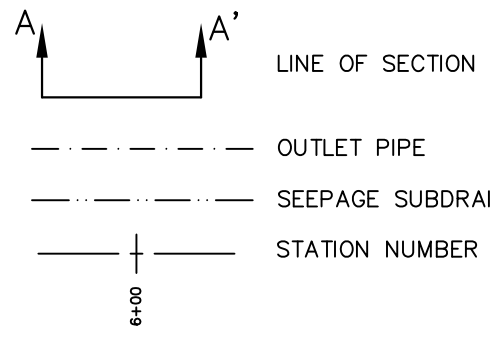 A A'
LINE OF SECTION
OUTLET PIPE
SEEPAGE SUBDRAI
STATION NUMBER
6+00